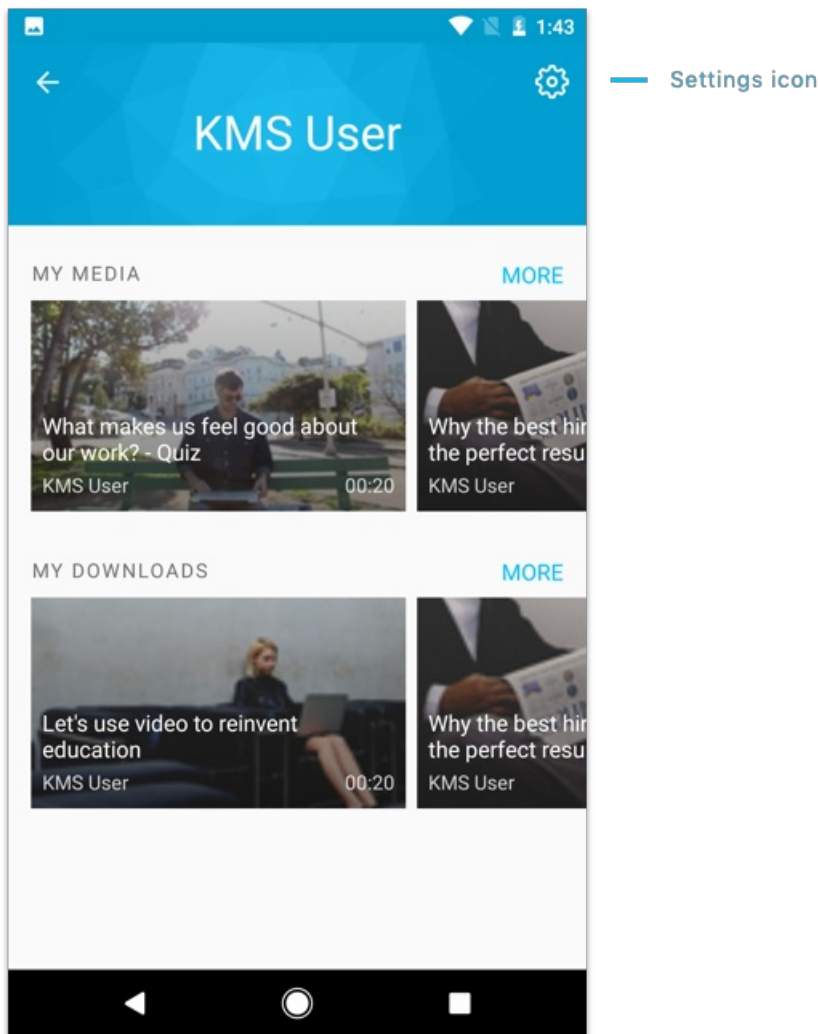 1:43
Settings icon
KMS User
MY MEDIA
MORE
What makes us feel good about
our work? - Quiz
KMS User
00:20
Why the best hir
the perfect resu
KMS User
MY DOWNLOADS
MORE
Let's use video to reinvent
education
KMS User
00:20
Why the best hir
the perfect resu
KMS User